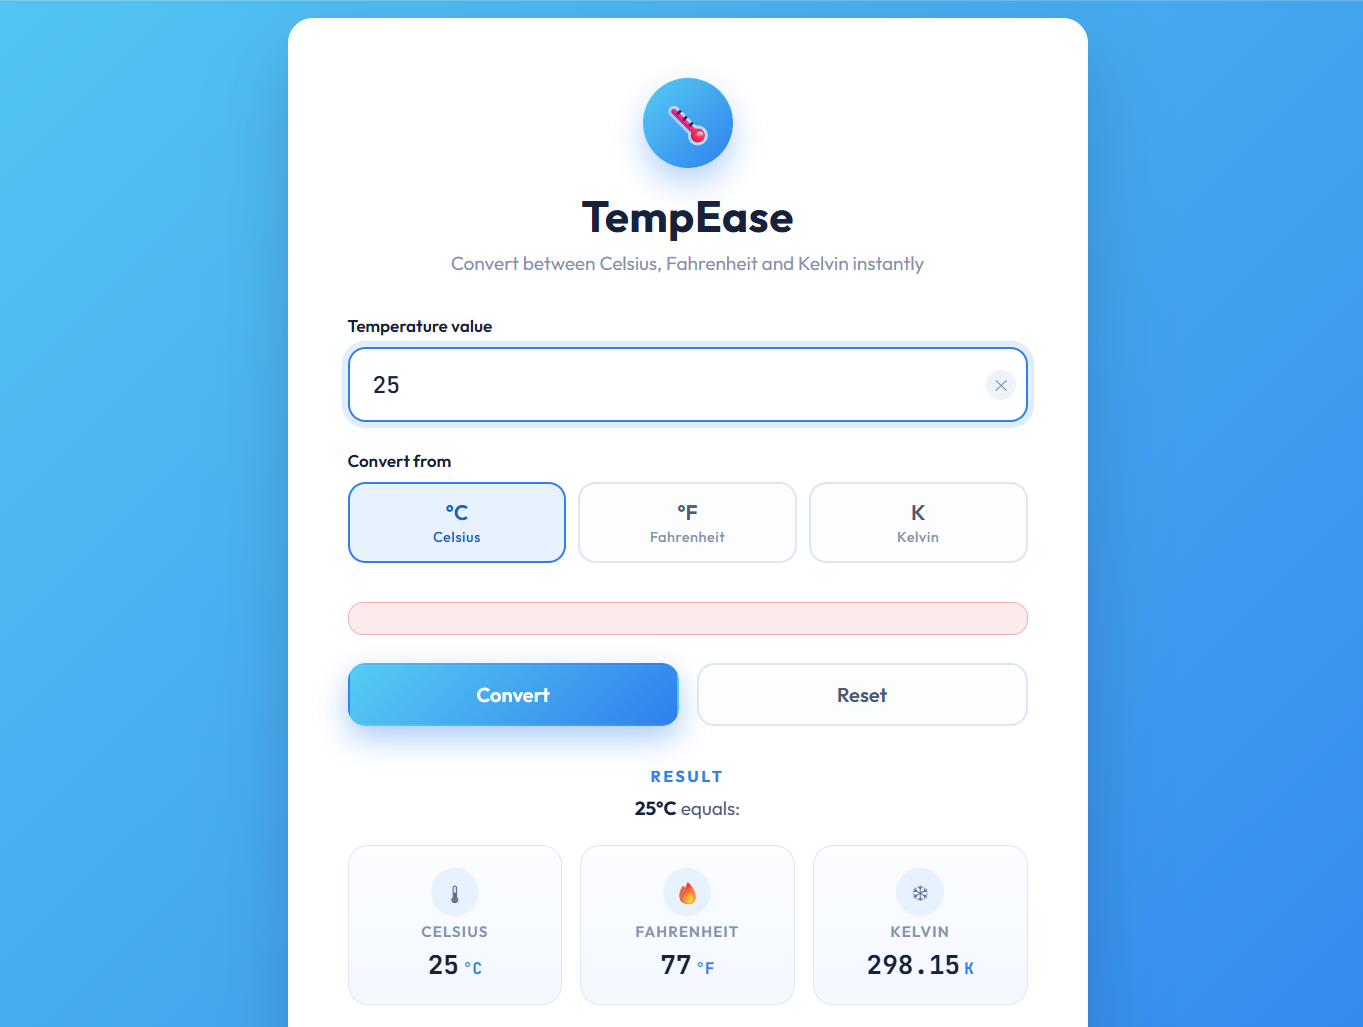 TempEase
Convert between Celsius, Fahrenheit and Kelvin instantly
Temperature value
25
Convert from
°C
Celsius
°F
Fahrenheit
K
Kelvin
Convert
Reset
RESULT
25°C equals:
CELSIUS
25 °C
FAHRENHEIT
77 °F
KELVIN
298.15 K